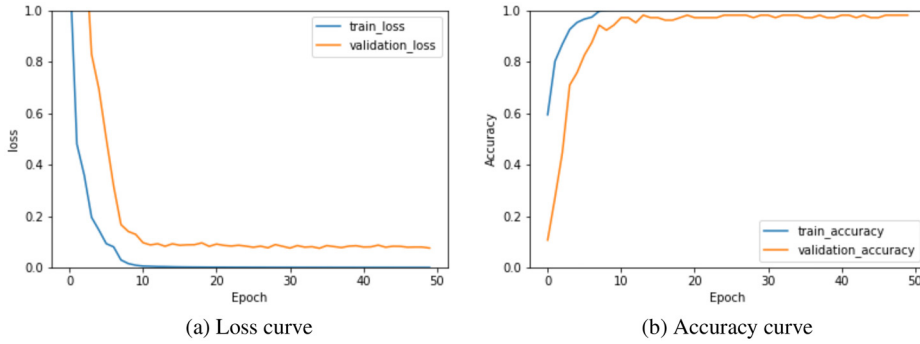 1.0
0.8
0.6
0.4
0.2
0.0
loss
train_loss
validation_loss
0 10 20 30 40 50
Epoch
(a) Loss curve
1.0
0.8
0.6
0.4
0.2
0.0
Accuracy
train_accuracy
validation_accuracy
0 10 20 30 40 50
Epoch
(b) Accuracy curve